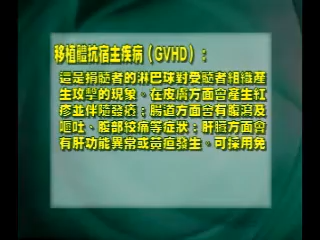 移植體抗宿主疾病（GVHD）：
這是捐髓者的淋巴球對受髓者組織產
生攻擊的現象。在皮膚方面會產生紅
疹並伴隨發癢；腸道方面會有腹瀉及
嘔吐、腹部絞痛等症狀；肝臟方面會
有肝功能異常或黃疸發生。可採用免